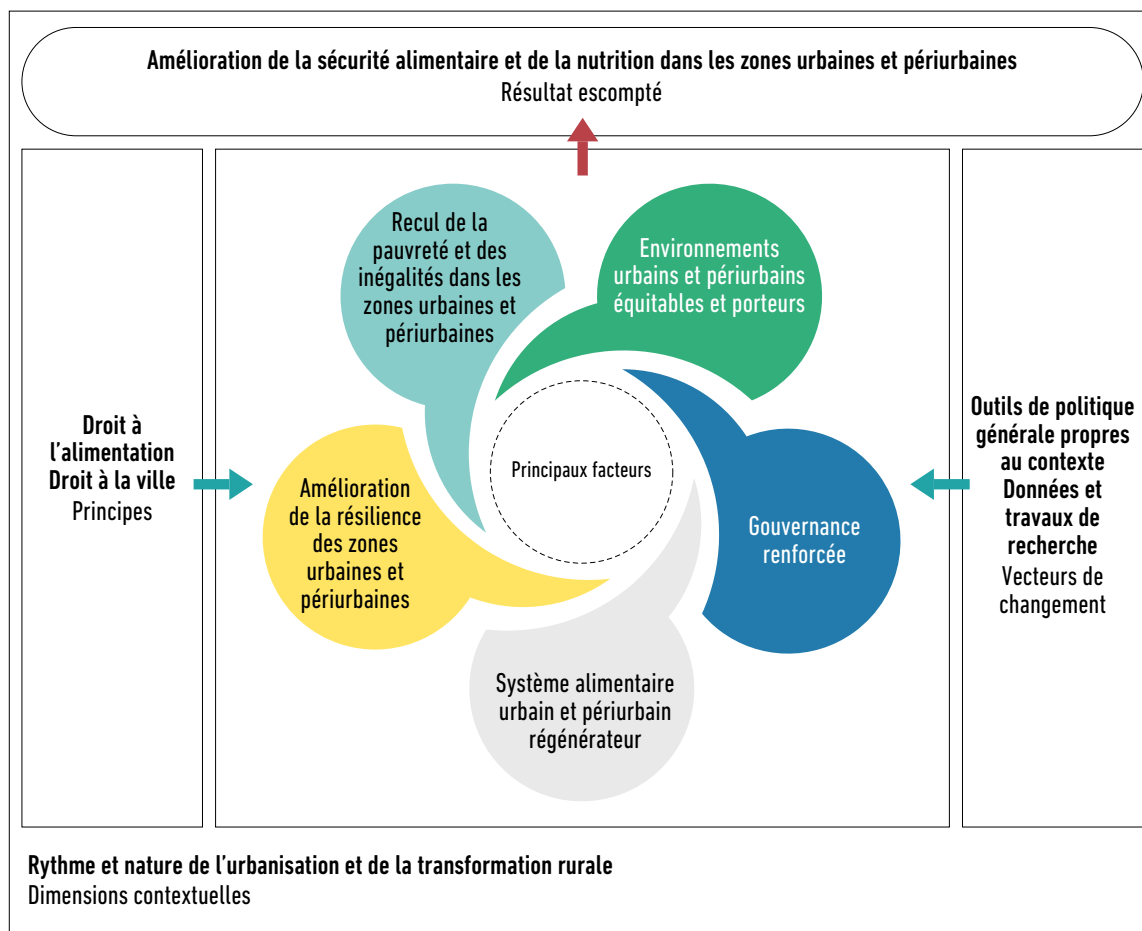 Amélioration de la sécurité alimentaire et de la nutrition dans les zones urbaines et périurbaines
Résultat escompté
Droit à
l’alimentation
Droit à la ville
Principes
Recul de la
pauvreté et des
inégalités dans les
zones urbaines et
périurbaines
Environnements
urbains et périurbains
équitables et porteurs
Principaux facteurs
Amélioration
de la résilience
des zones
urbaines et
périurbaines
Gouvernance
renforcée
Système alimentaire
urbain et périurbain
régénérateur
Outils de politique
générale propres
au contexte
Données et
travaux de
recherche
Vecteurs de
changement
Rythme et nature de l’urbanisation et de la transformation rurale
Dimensions contextuelles